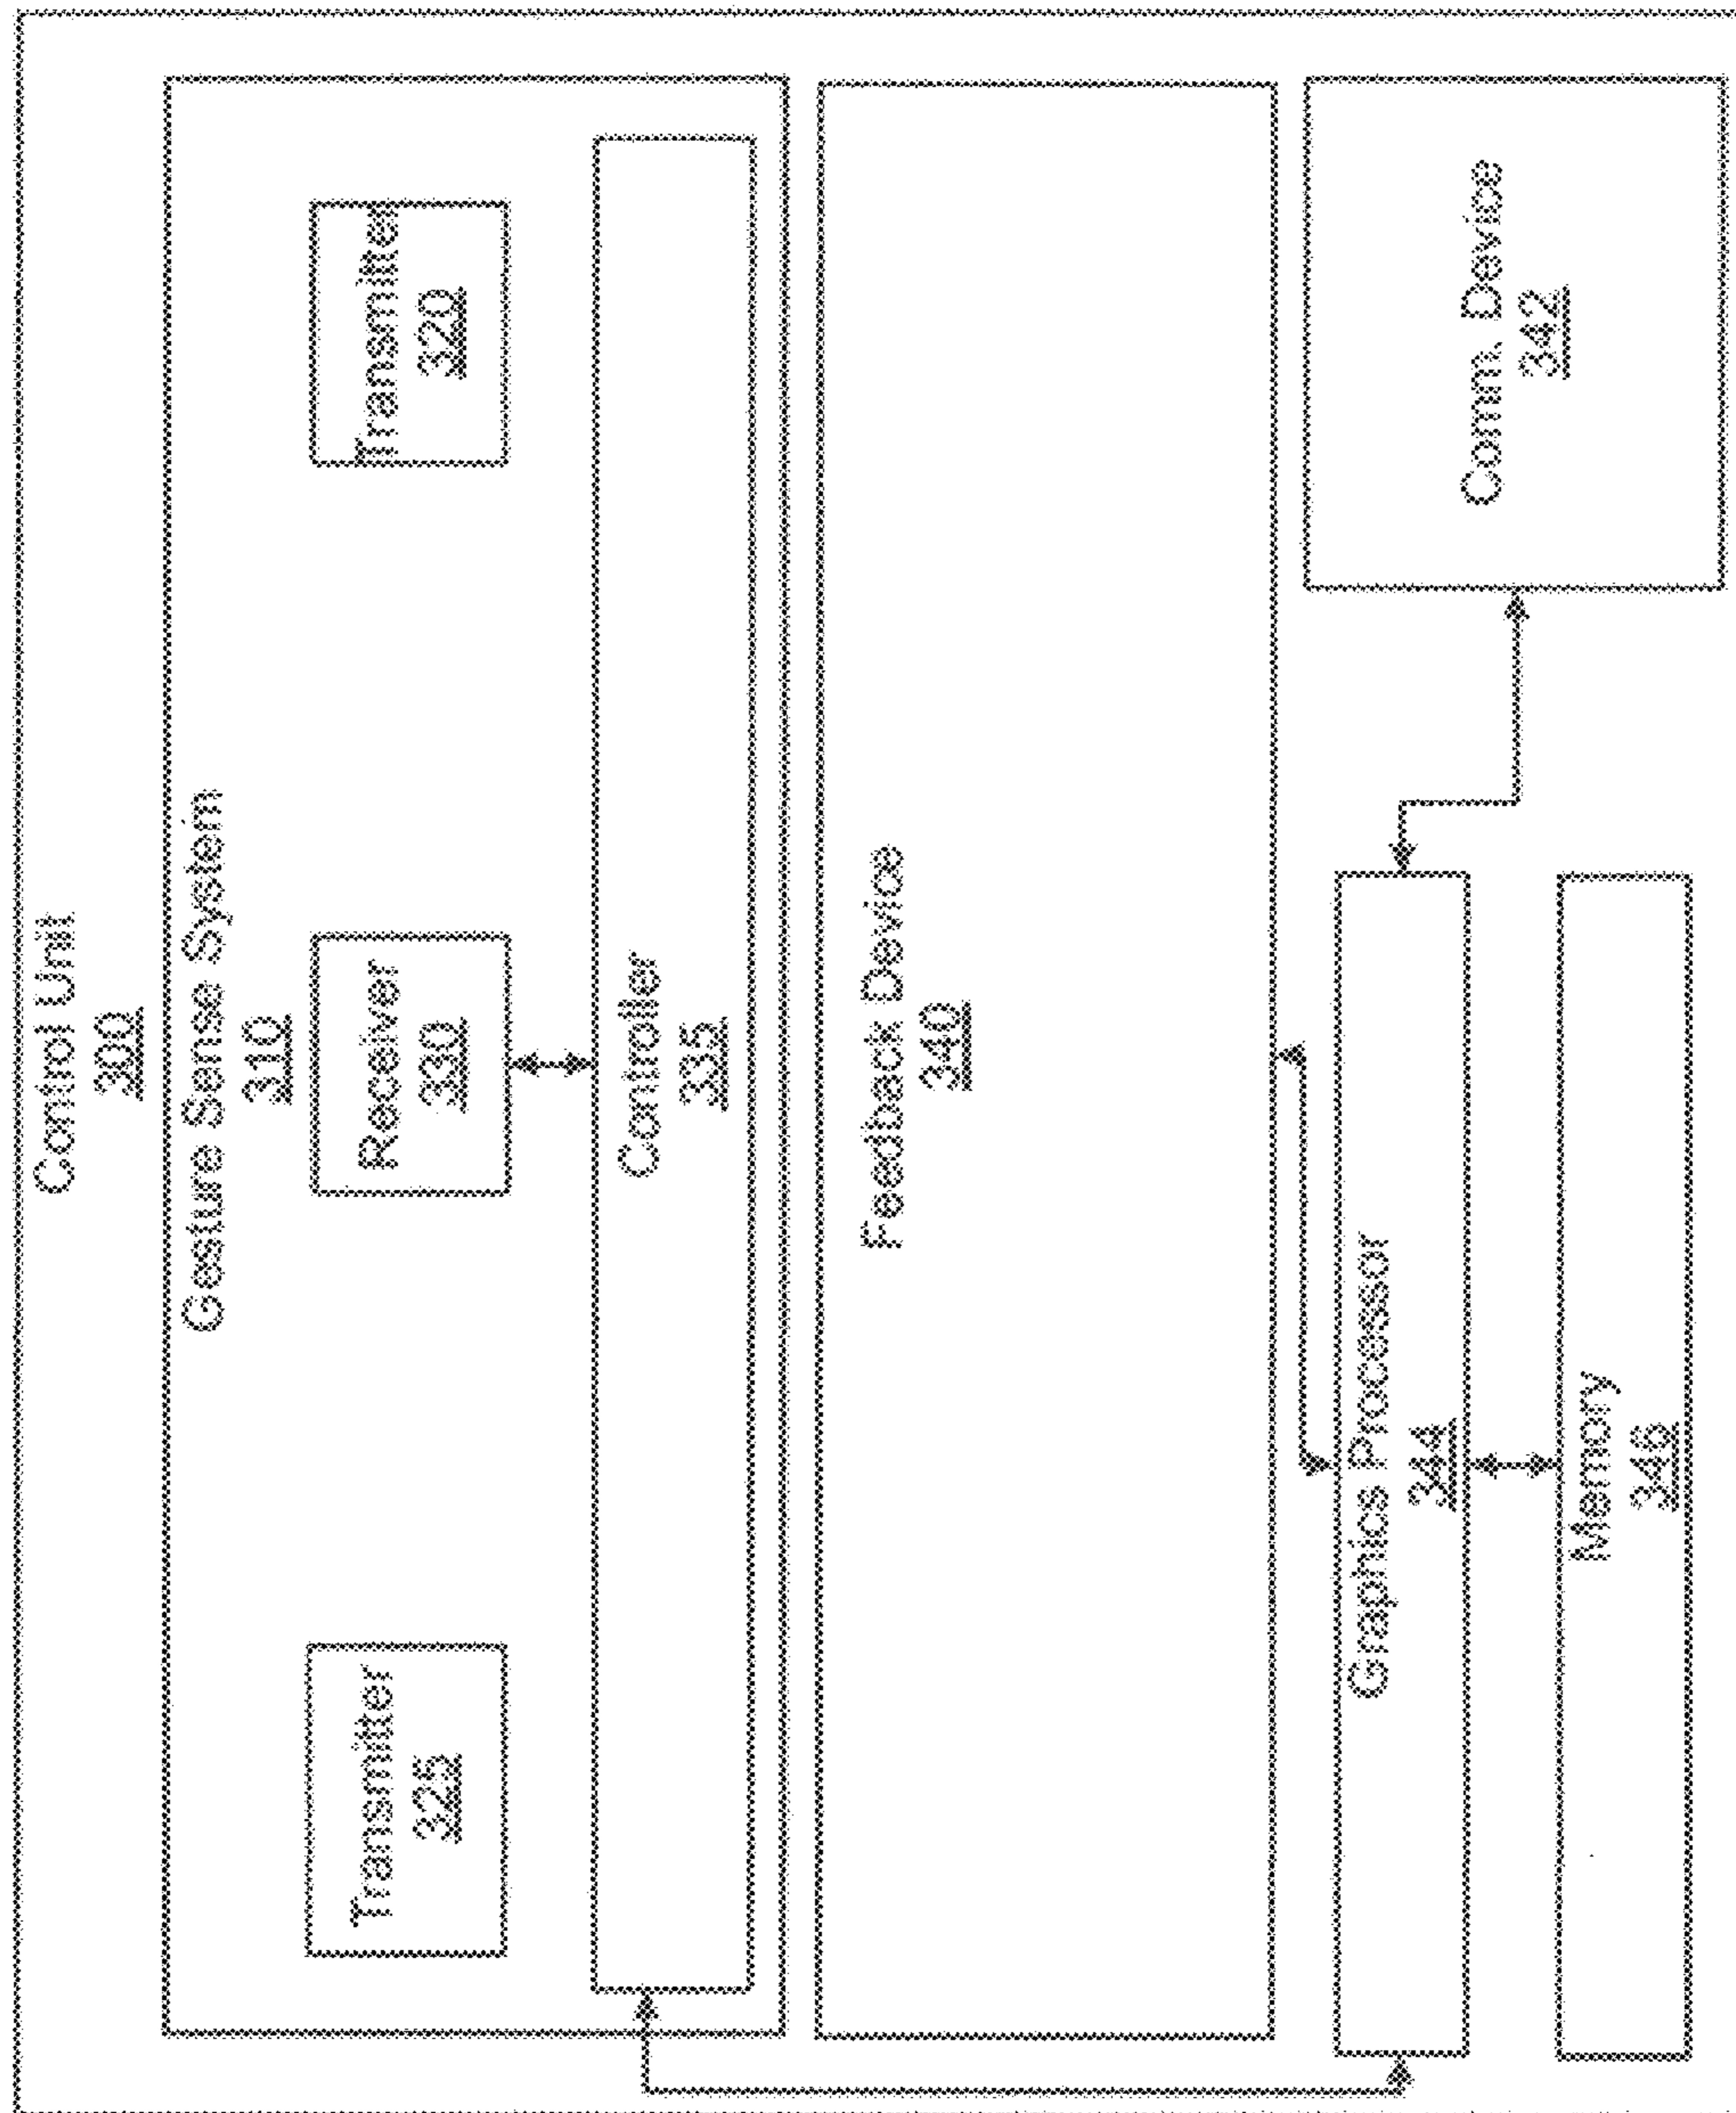 Control Unit
300
Gesture Sense System
310
Transmitter
325
Receiver
330
Transmitter
320
Controller
335
Feedback Device
340
Graphics Processor
344
Comm. Device
342
Memory
346